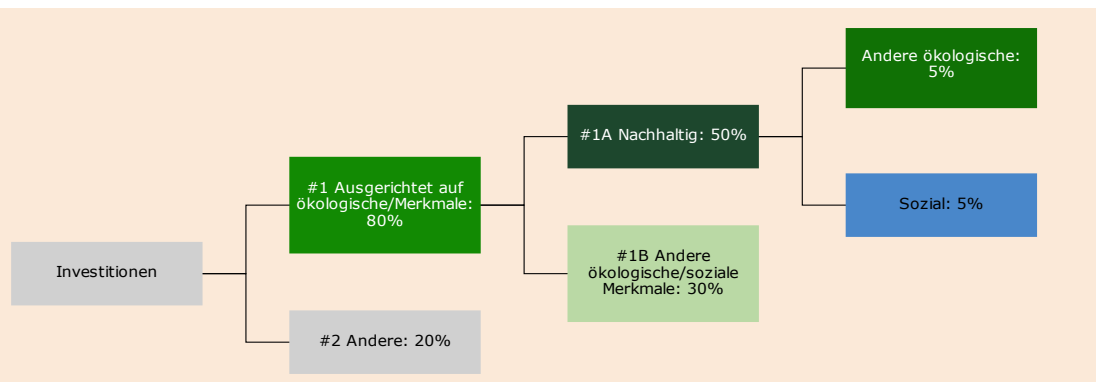 Investitionen
#1 Ausgerichtet auf
ökologische/Merkmale:
80%
#2 Andere: 20%
#1A Nachhaltig: 50%
#1B Andere
ökologische/soziale
Merkmale: 30%
Andere ökologische:
5%
Sozial: 5%